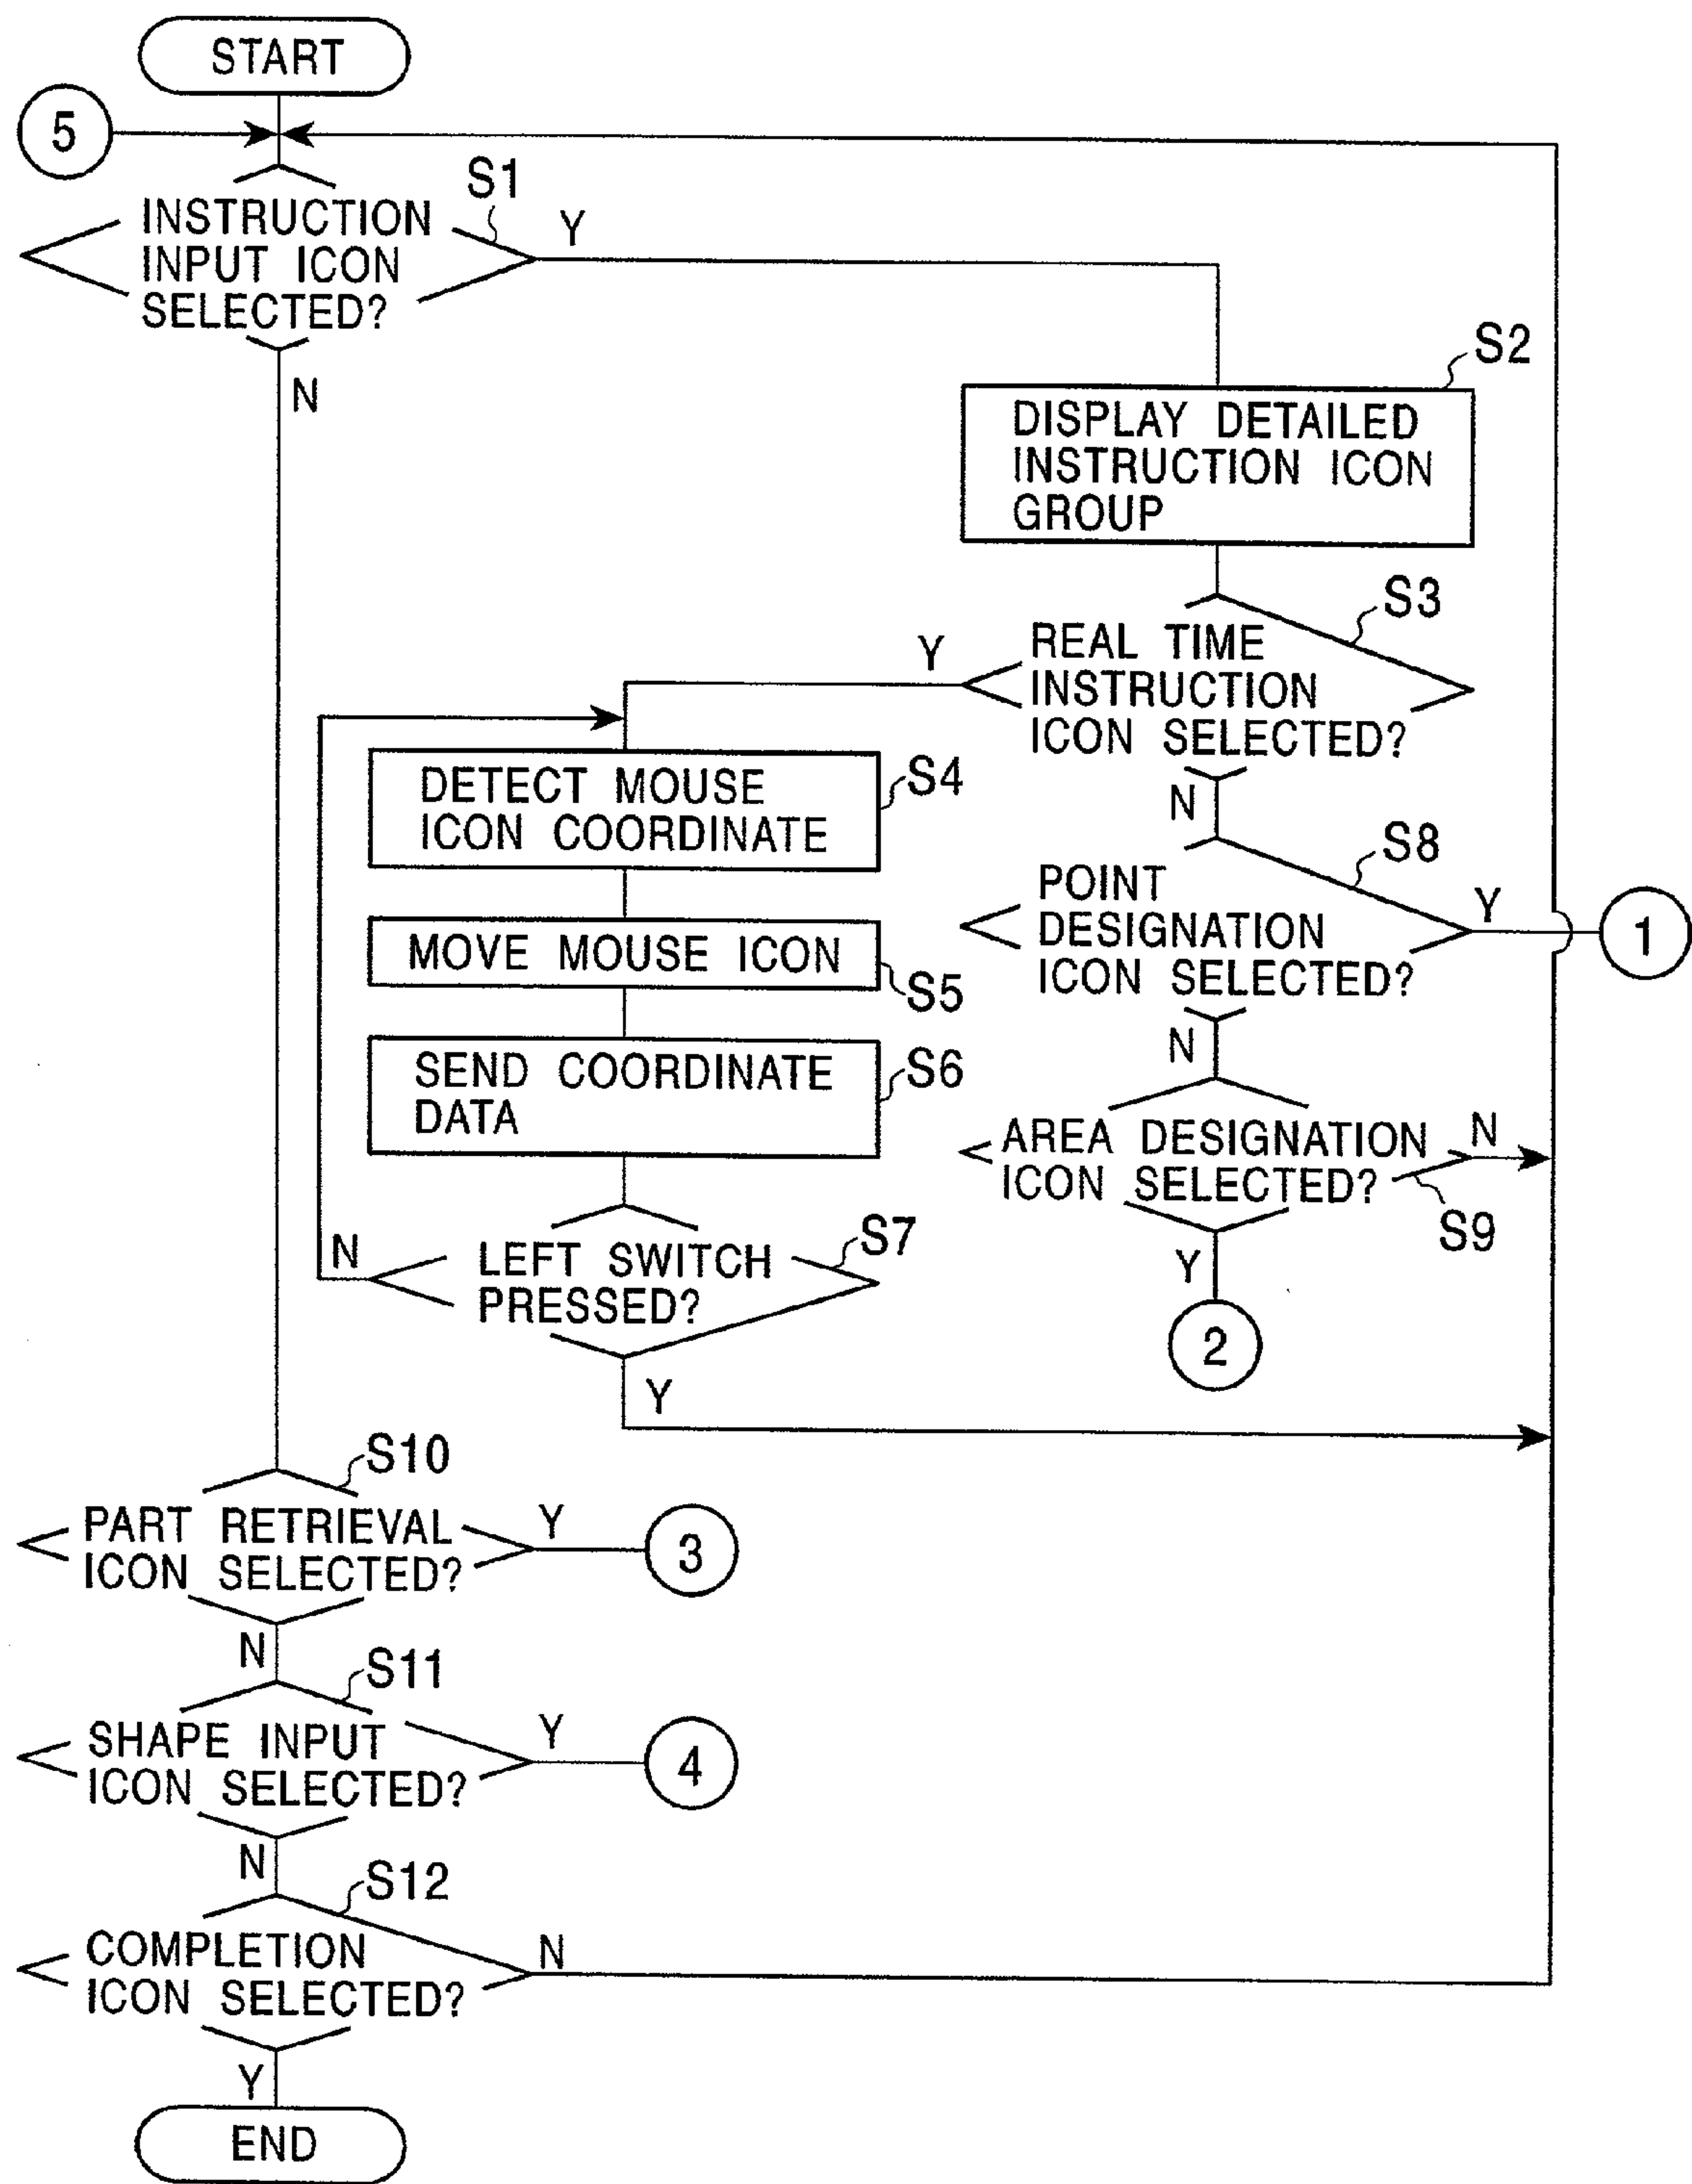 START
5
S1
INSTRUCTION
INPUT ICON
SELECTED?
Y
N
S2
DISPLAY DETAILED
INSTRUCTION ICON
GROUP
S3
REAL TIME
INSTRUCTION
ICON SELECTED?
Y
N
S4
DETECT MOUSE
ICON COORDINATE
MOVE MOUSE ICON
S5
SEND COORDINATE
DATA
S6
S7
LEFT SWITCH
PRESSED?
N
Y
S8
POINT
DESIGNATION
ICON SELECTED?
Y
1
N
AREA DESIGNATION
ICON SELECTED?
N
S9
Y
2
S10
PART RETRIEVAL
ICON SELECTED?
Y
3
N
S11
SHAPE INPUT
ICON SELECTED?
Y
4
N
S12
COMPLETION
ICON SELECTED?
N
Y
END